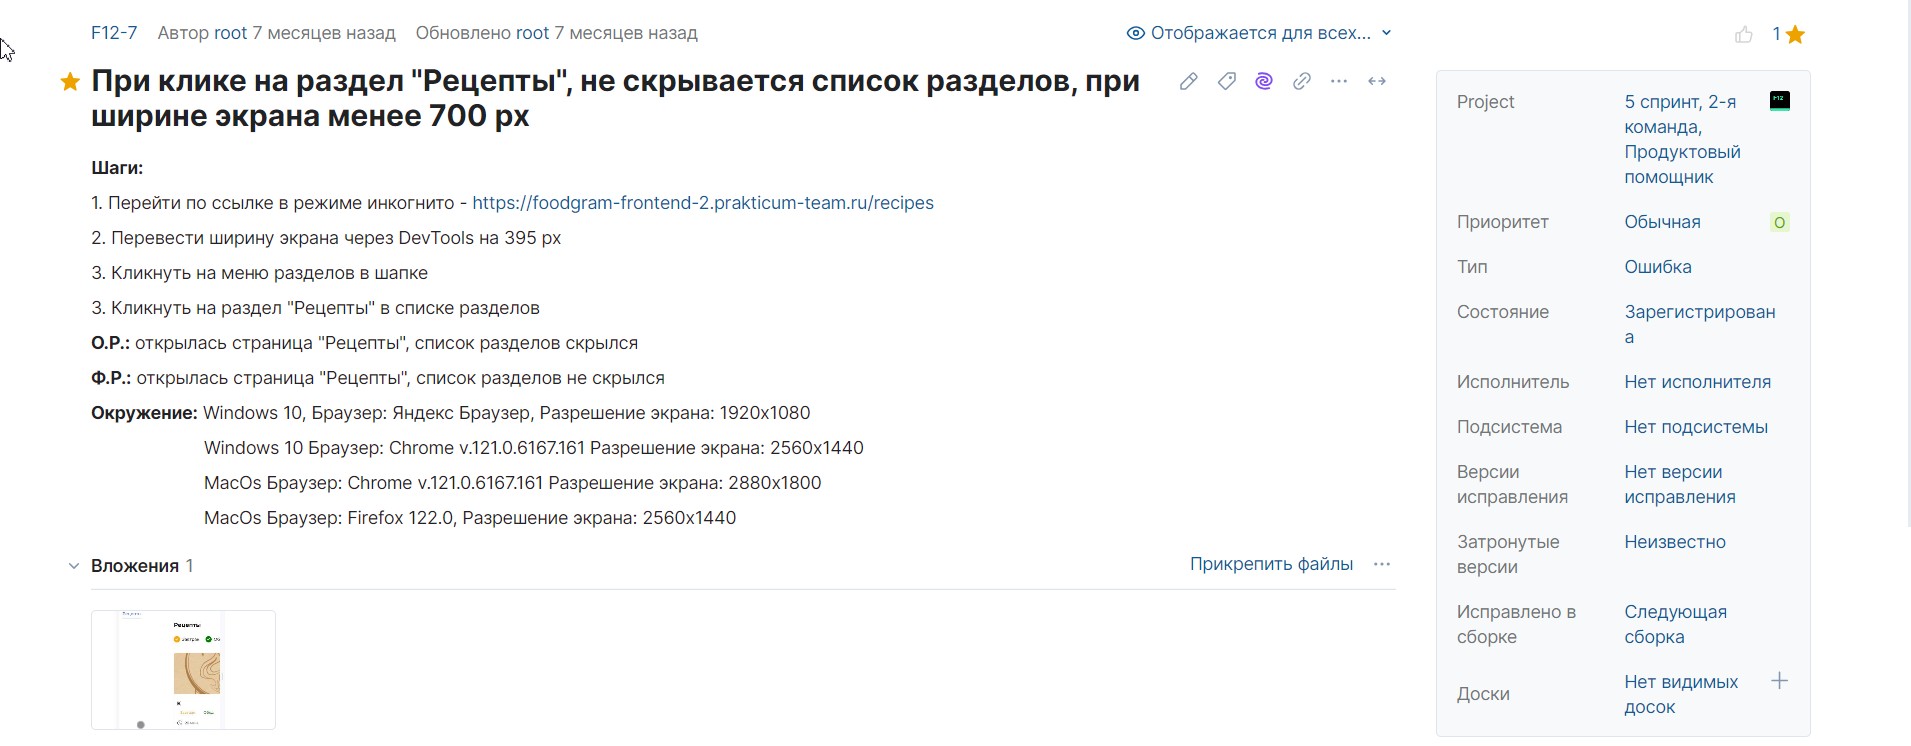 F12-7 Автор root 7 месяцев назад Обновлено root 7 месяцев назад
Отображается для всех...
1
При клике на раздел "Рецепты", не скрывается список разделов, при
ширине экрана менее 700 px
Шаги:
1. Перейти по ссылке в режиме инкогнито - https://foodgram-frontend-2.prakticum-team.ru/recipes
2. Перевести ширину экрана через DevTools на 395 px
3. Кликнуть на меню разделов в шапке
3. Кликнуть на раздел "Рецепты" в списке разделов
О.Р.: открылась страница "Рецепты", список разделов скрылся
Ф.Р.: открылась страница "Рецепты", список разделов не скрылся
Окружение: Windows 10, Браузер: Яндекс Браузер, Разрешение экрана: 1920x1080
Windows 10 Браузер: Chrome v.121.0.6167.161 Разрешение экрана: 2560x1440
MacOs Браузер: Chrome v.121.0.6167.161 Разрешение экрана: 2880x1800
MacOs Браузер: Firefox 122.0, Разрешение экрана: 2560x1440
Вложения 1
Прикрепить файлы
Рецепты
Рецепты
Завтрак
Project
5 спринт, 2-я
команда,
Продуктовый
помощник
F12
Приоритет
Обычная
О
Тип
Ошибка
Состояние
Зарегистрирован
а
Исполнитель
Нет исполнителя
Подсистема
Нет подсистемы
Версии
исправления
Нет версии
исправления
Затронутые
версии
Неизвестно
Исправлено в
сборке
Следующая
сборка
Доски
Нет видимых
досок